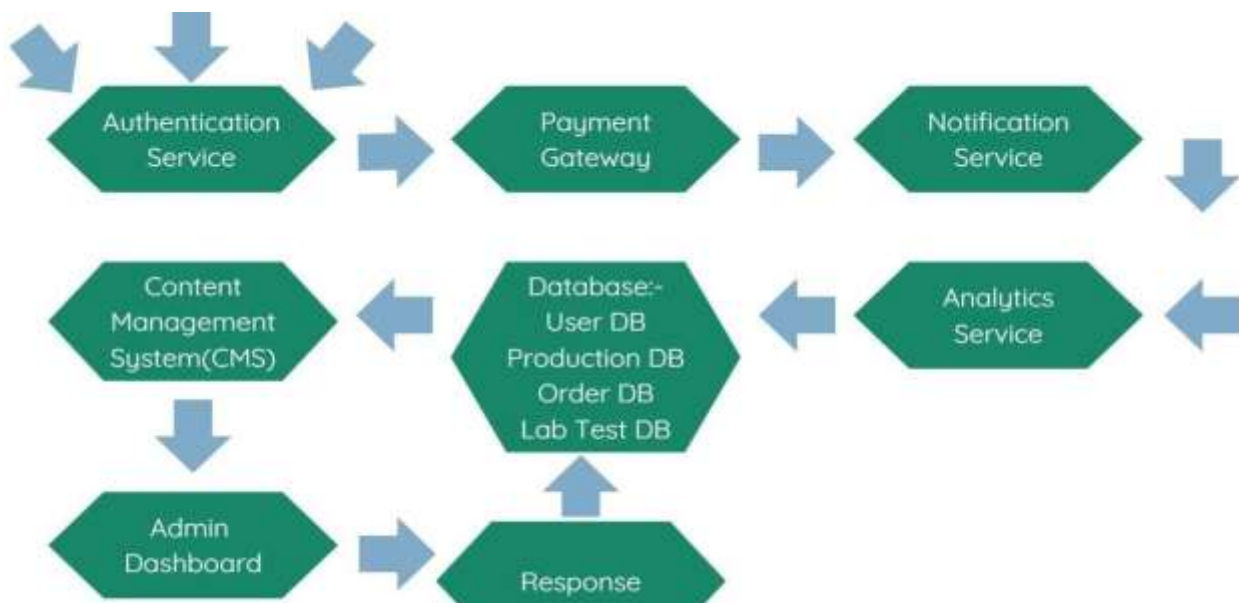 Authentication
Service
Payment
Gateway
Notification
Service
Content
Management
System(CMS)
Database:-
User DB
Production DB
Order DB
Lab Test DB
Analytics
Service
Admin
Dashboard
Response